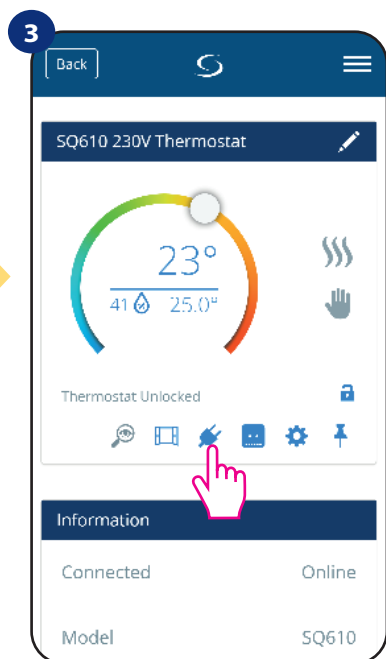 3
Back
SQ610 230V Thermostat
23°
41 25.0°
Thermostat Unlocked
Information
Connected Online
Model SQ610